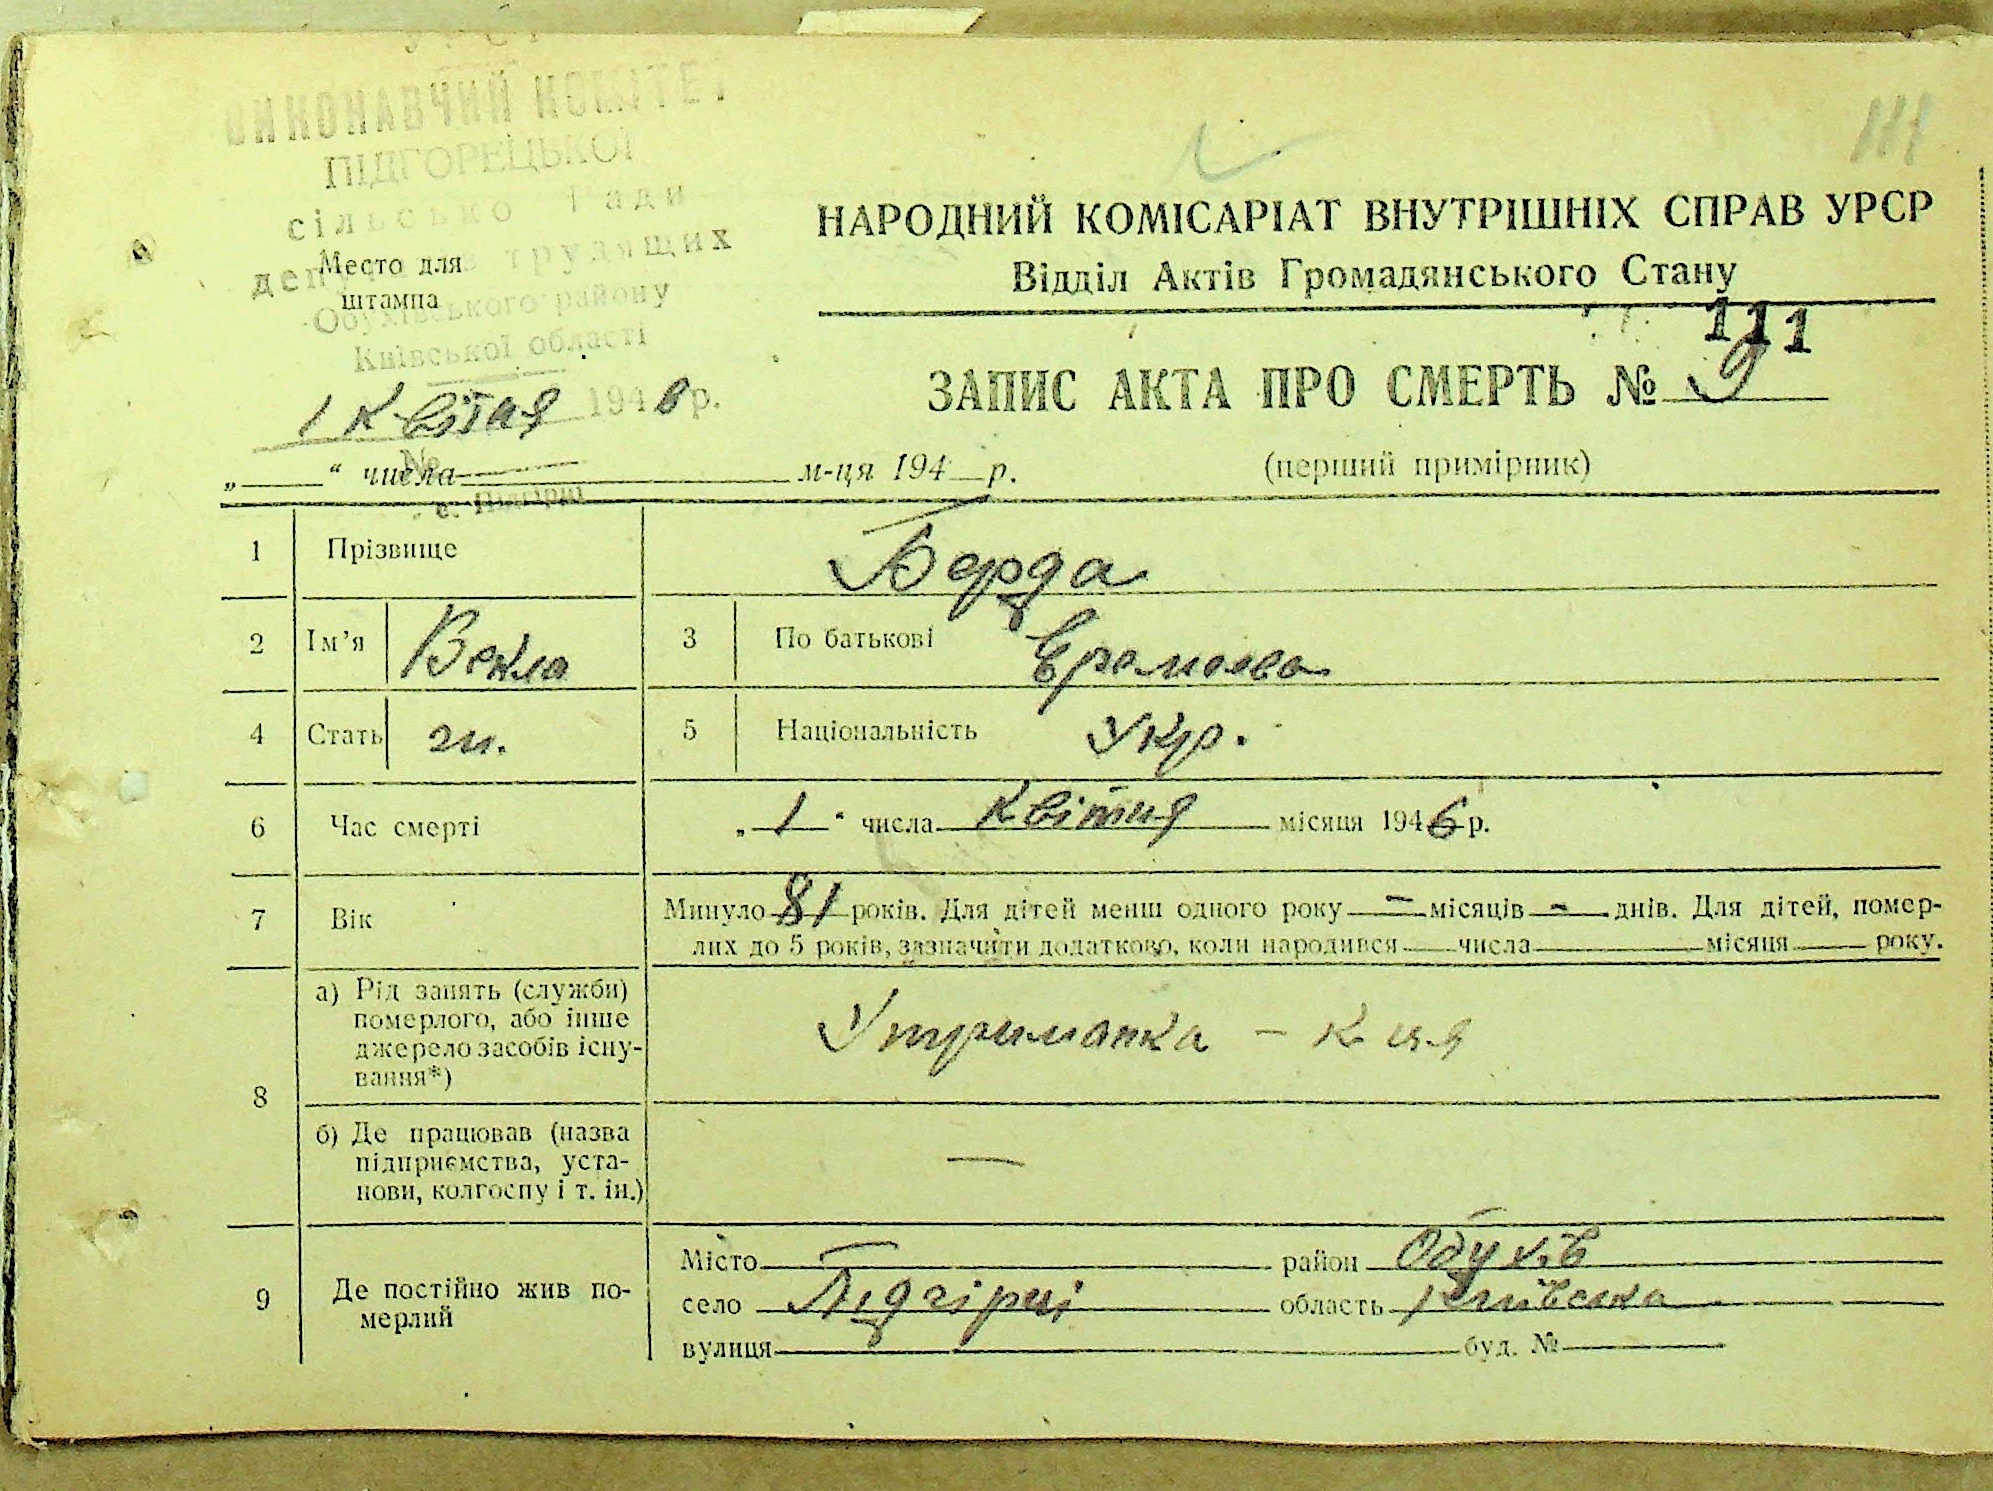 УРСР
ВИКОНАВЧИЙ КОМІТЕТ
ПІДГОРЕЦЬКОЇ
сільсько Ради
трудящих
Обухівського району
Київської області
Место для
штампа
1 Квітня 1946 р.
№
с. Підгірці
111
НАРОДНИЙ КОМІСАРІАТ ВНУТРІШНІХ СПРАВ УРСР
Відділ Актів Громадянського Стану
111
ЗАПИС АКТА ПРО СМЕРТЬ № 9
„ “ числа м-ця 194 р.
(перший примірник)
1 Прізвище Берда
2 Ім’я Векла 3 По батькові
4 Стать ж. 5 Національність Укр.
6 Час смерті „ 1 “ числа Квітня місяця 1946 р.
7 Вік Минуло 81 років. Для дітей менш одного року – місяців – днів. Для дітей, помер-
лих до 5 років, зазначити додатково, коли народився числа місяця року.
8 а) Рід занять (служби)
померлого, або інше
джерело засобів існу-
вання*)
Утриманка –
б) Де працював (назва
підприємства, уста-
нови, колгоспу і т. ін.)
—
9 Де постійно жив по-
мерлий
Місто район Обухів
село Підгірці область Київська
вулиця буд. №